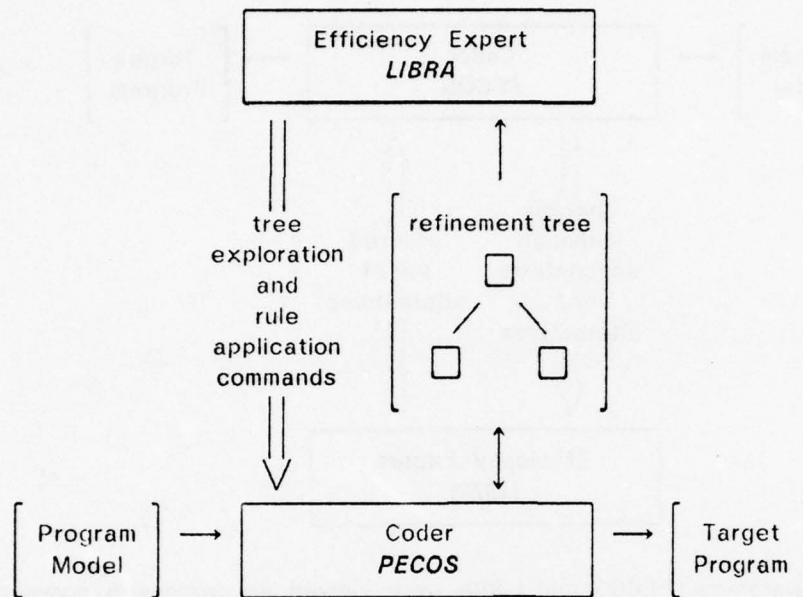 Efficiency Expert
LIBRA
tree
exploration
and
rule
application
commands
refinement tree
Program
Model
Coder
PECOS
Target
Program